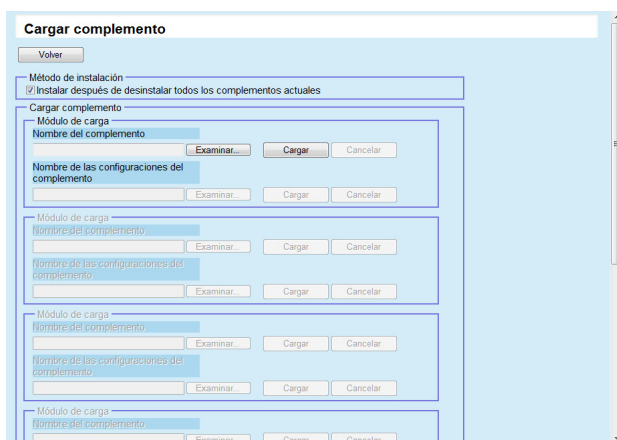 Cargar complemento
Volver
Método de instalación
Instalar después de desinstalar todos los complementos actuales
Cargar complemento
Módulo de carga
Nombre del complemento
Examinar... Cargar Cancelar
Nombre de las configuraciones del
complemento
Examinar... Cargar Cancelar
Módulo de carga
Nombre del complemento
Examinar... Cargar Cancelar
Nombre de las configuraciones del
complemento
Examinar... Cargar Cancelar
Módulo de carga
Nombre del complemento
Examinar... Cargar Cancelar
Nombre de las configuraciones del
complemento
Examinar... Cargar Cancelar
Módulo de carga
Nombre del complemento
Examinar... Cargar Cancelar